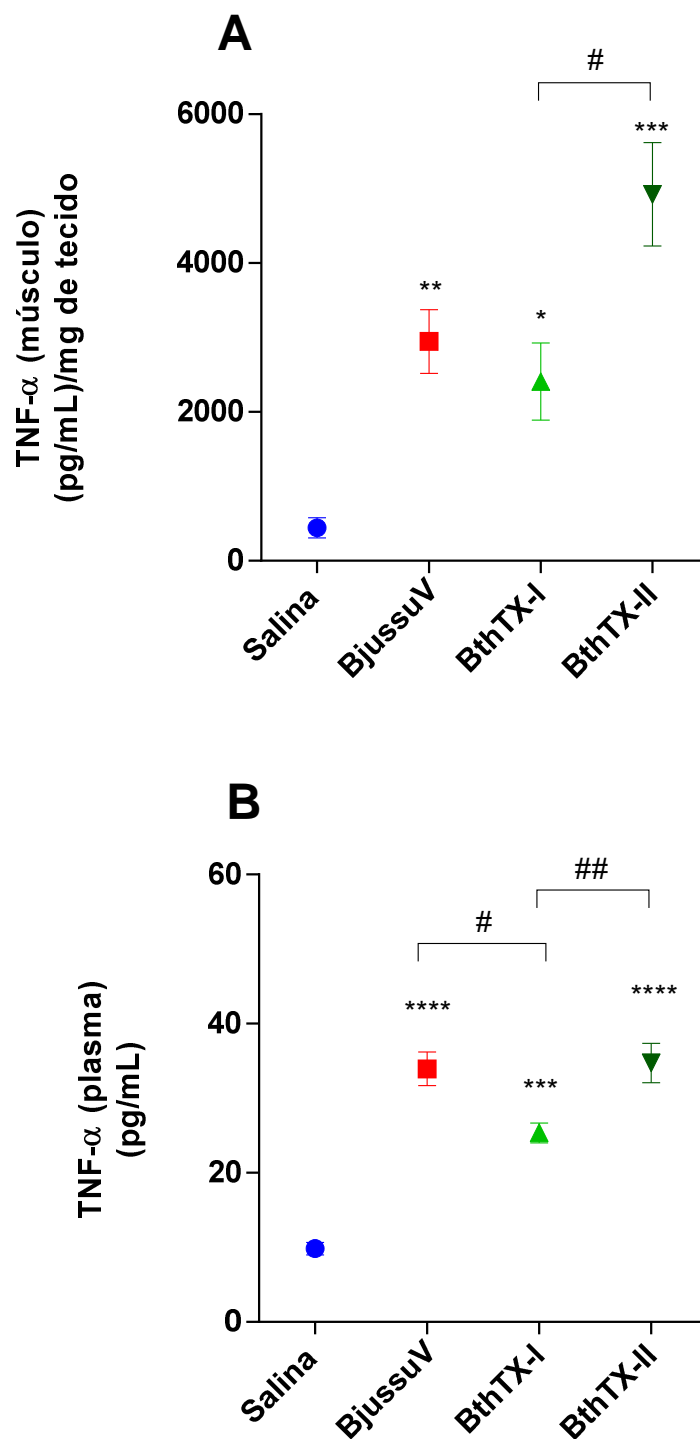 A
#
6000
***
4000
**
*
2000
0
TNF-α (músculo)
(pg/mL)/mg de tecido
Salina
BjussuV
BthTX-I
BthTX-II
B
60
##
#
****
****
40
***
20
0
TNF-α (plasma)
(pg/mL)
Salina
BjussuV
BthTX-I
BthTX-II